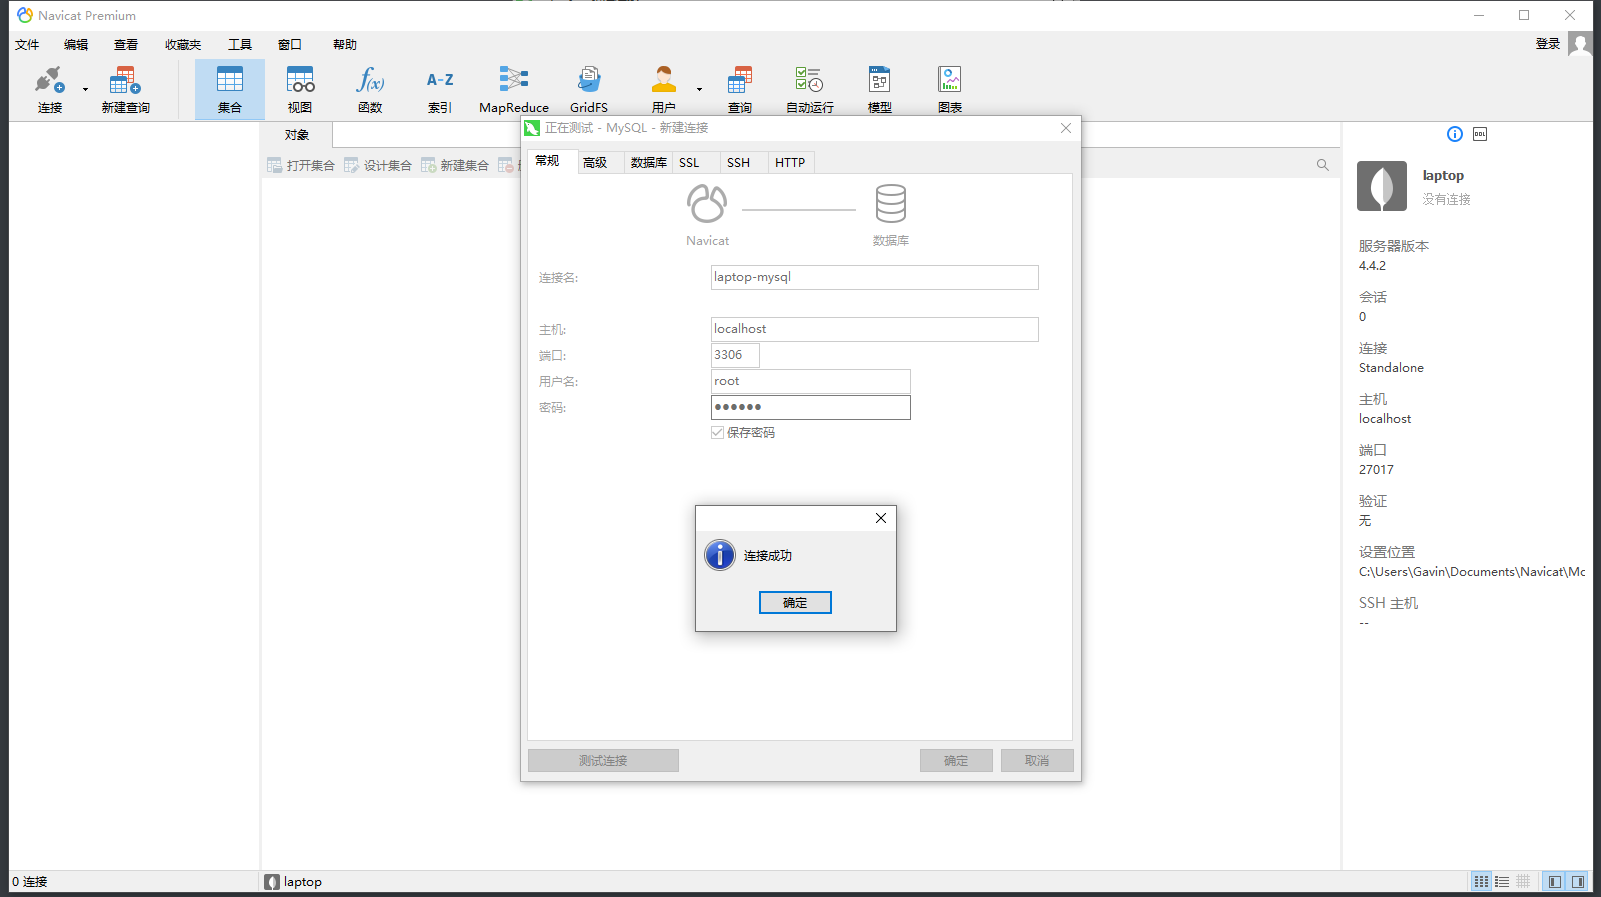 Navicat Premium
文件 编辑 查看 收藏夹 工具 窗口 帮助
登录
连接 新建查询 集合 视图 函数 索引 MapReduce GridFS 用户 查询 自动运行 模型 图表
f(x)
A-Z
对象
打开集合 设计集合 新建集合
正在测试 - MySQL - 新建连接
常规 高级 数据库 SSL SSH HTTP
Navicat 数据库
连接名: laptop-mysql
主机: localhost
端口: 3306
用户名: root
密码: ●●●●●●
保存密码
连接成功
确定
测试连接 确定 取消
DDL
laptop
没有连接
服务器版本
4.4.2
会话
0
连接
Standalone
主机
localhost
端口
27017
验证
无
设置位置
C:\Users\Gavin\Documents\Navicat\Mc
SSH 主机
--
0 连接 laptop